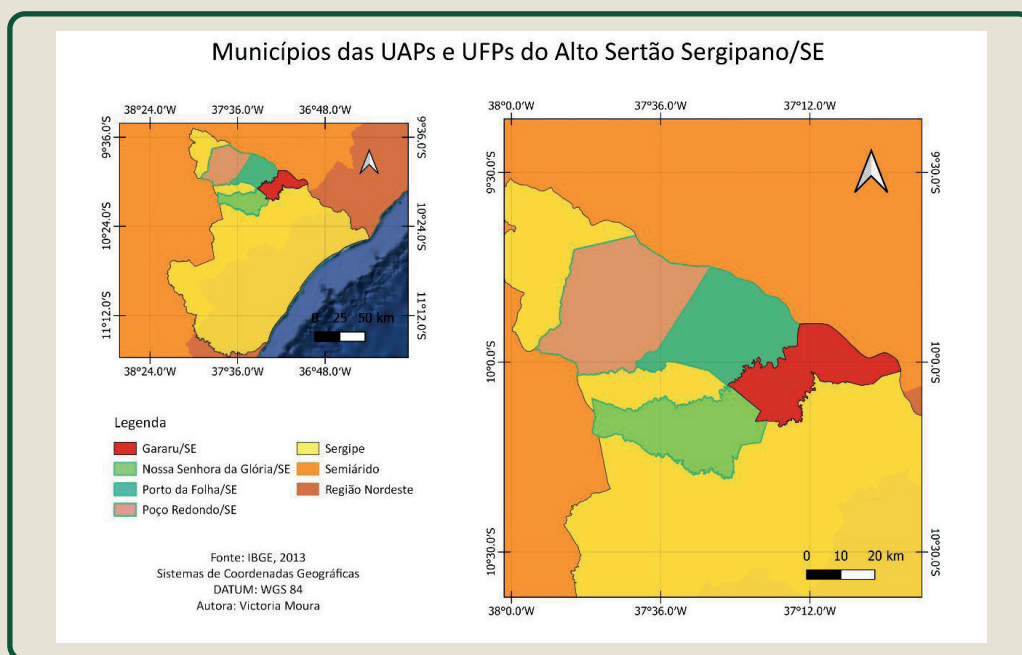 Municípios das UAPs e UFPs do Alto Sertão Sergipano/SE
38°24.0'W 37°36.0'W 36°48.0'W
9°36.0'S 9°36.0'S
10°24.0'S 10°24.0'S
11°12.0'S 11°12.0'S
0 25 50 km
38°24.0'W 37°36.0'W 36°48.0'W
38°0.0'W 37°36.0'W 37°12.0'W
9°30.0'S 9°30.0'S
10°0.0'S 10°0.0'S
10°30.0'S 10°30.0'S
0 10 20 km
38°0.0'W 37°36.0'W 37°12.0'W
Legenda
Gararu/SE
Nossa Senhora da Glória/SE
Porto da Folha/SE
Poço Redondo/SE
Sergipe
Semiárido
Região Nordeste
Fonte: IBGE, 2013
Sistemas de Coordenadas Geográficas
DATUM: WGS 84
Autora: Victoria Moura